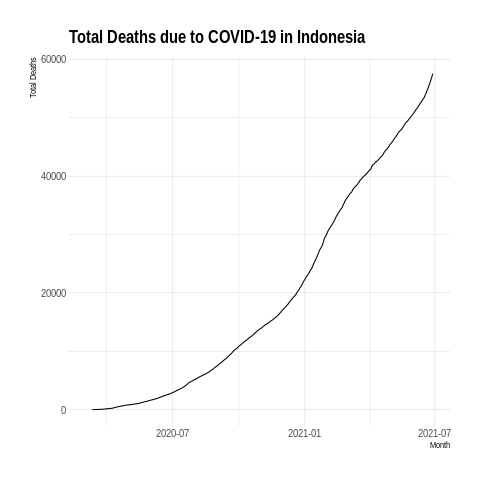 Total Deaths due to COVID-19 in Indonesia
Total Deaths
60000
40000
20000
0
2020-07 2021-01 2021-07
Month